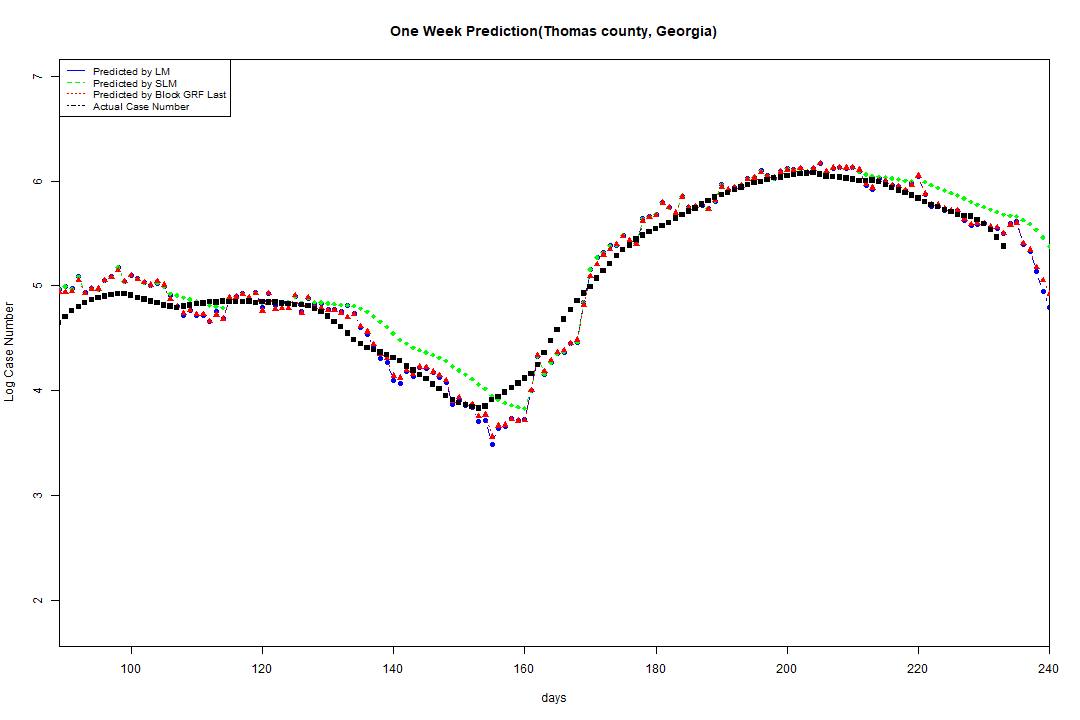 One Week Prediction(Thomas county, Georgia)
Predicted by LM
Predicted by SLM
Predicted by Block GRF Last
Actual Case Number
7
6
5
4
3
2
Log Case Number
100 120 140 160 180 200 220 240
days